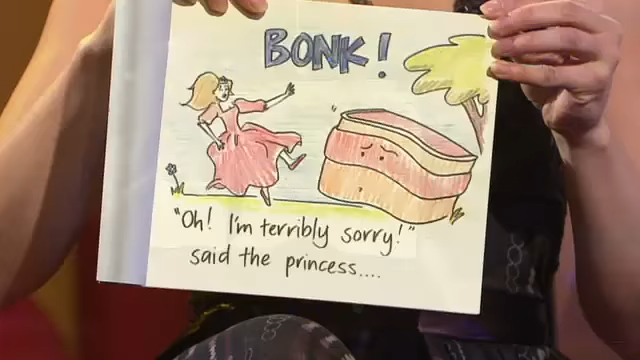 BONK!
"Oh! I'm terribly sorry!"
said the princess....